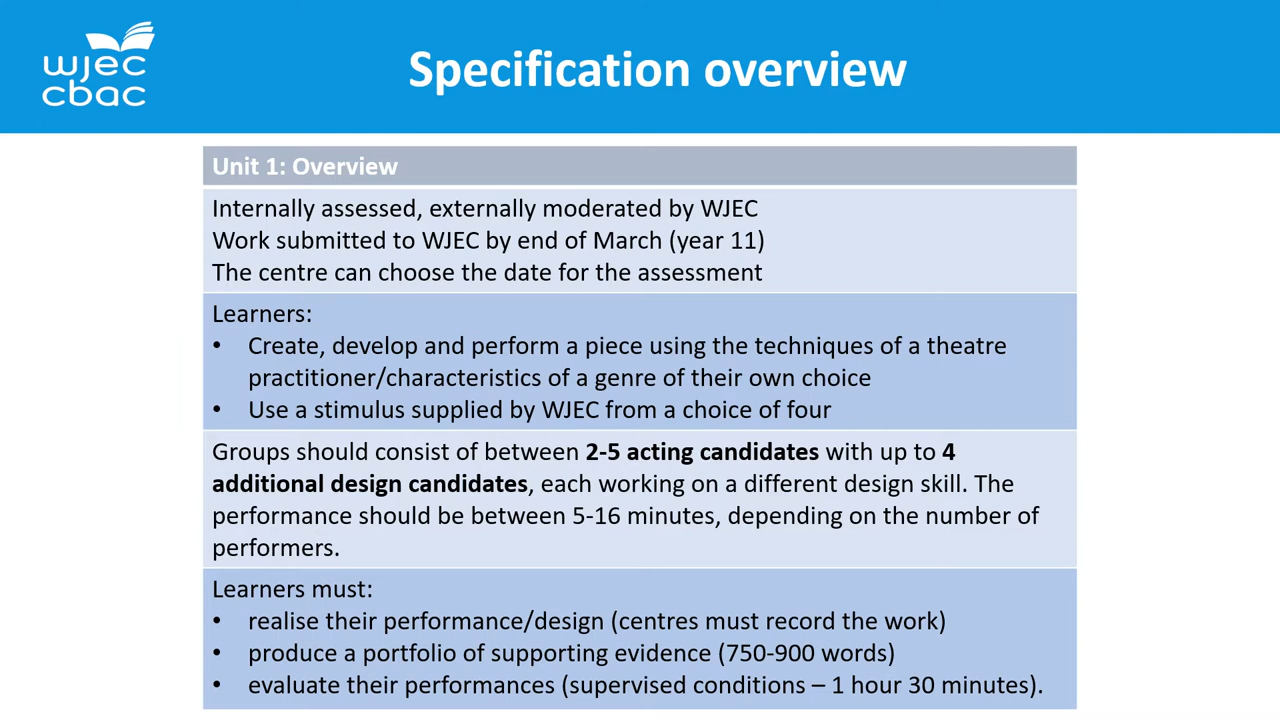 wjec
cbac
Specification overview
Unit 1: Overview
Internally assessed, externally moderated by WJEC
Work submitted to WJEC by end of March (year 11)
The centre can choose the date for the assessment
Learners:
• Create, develop and perform a piece using the techniques of a theatre
practitioner/characteristics of a genre of their own choice
• Use a stimulus supplied by WJEC from a choice of four
Groups should consist of between 2-5 acting candidates with up to 4
additional design candidates, each working on a different design skill. The
performance should be between 5-16 minutes, depending on the number of
performers.
Learners must:
• realise their performance/design (centres must record the work)
• produce a portfolio of supporting evidence (750-900 words)
• evaluate their performances (supervised conditions – 1 hour 30 minutes).